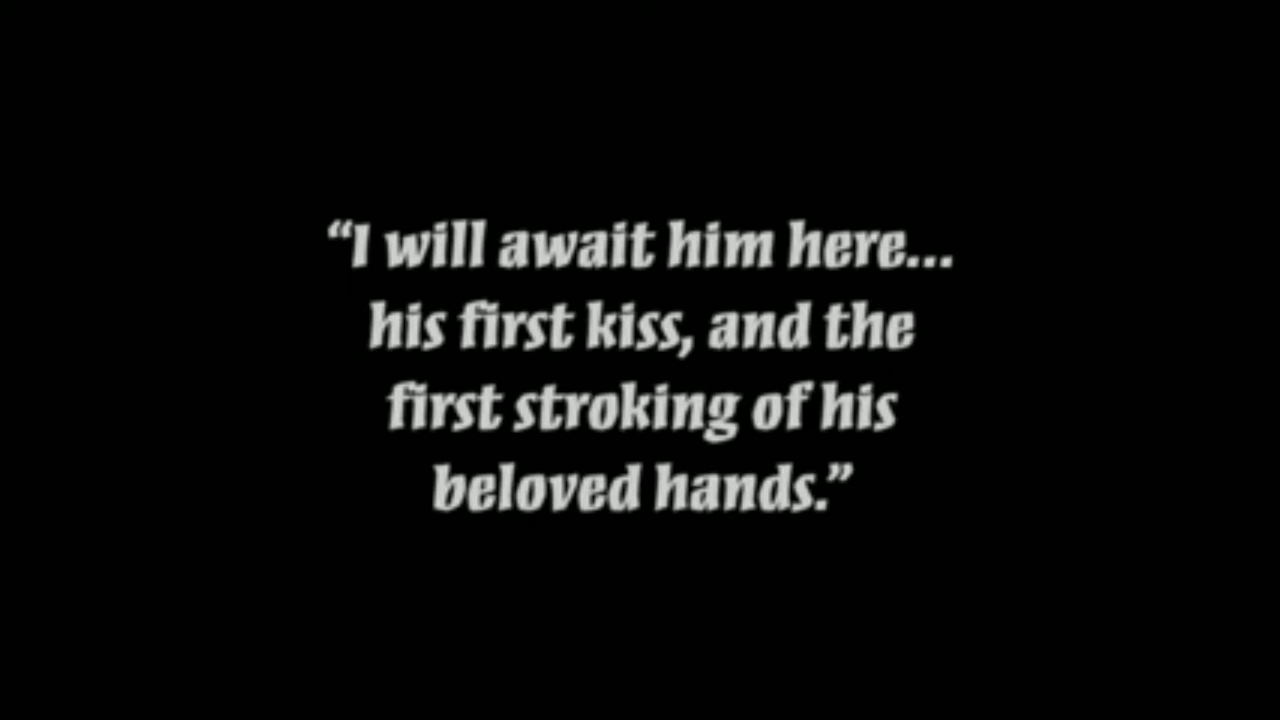 “I will await him here...
his first kiss, and the
first stroking of his
beloved hands.”